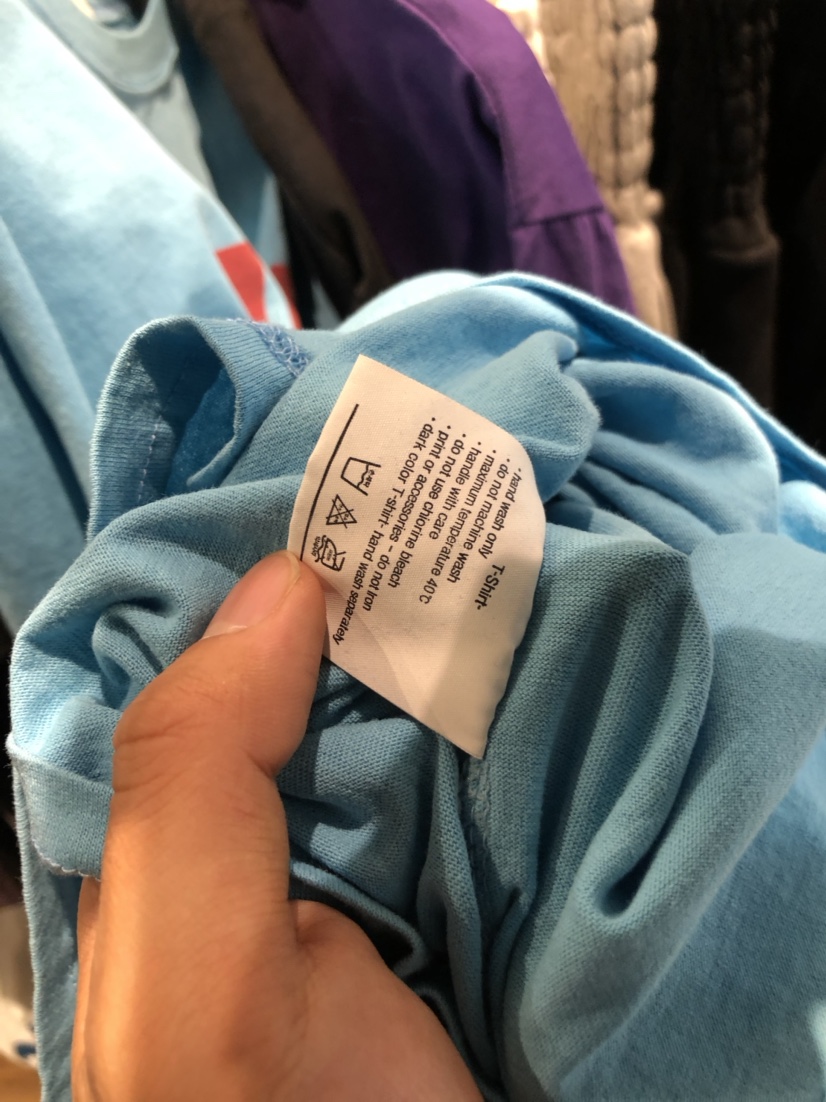 T-Shirt-
• hand wash only
• do not machine wash
• maximum temperature 40℃
• handle with care
• do not use chlorine bleach
• print or accessories - do not iron
• dark color T-shirt- hand wash separately